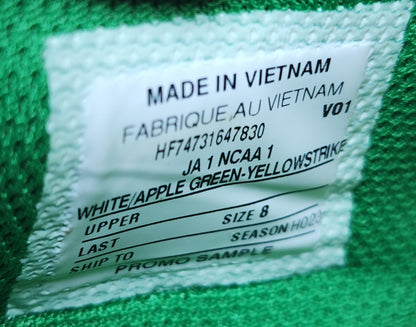 MADE IN VIETNAM
FABRIQUE AU VIETNAM
HF74731647830 V01
JA 1 NCAA 1
WHITE/APPLE GREEN-YELLOWSTRIKE
UPPER SIZE 8
LAST SEASON HO23
SHIP TO
PROMO SAMPLE